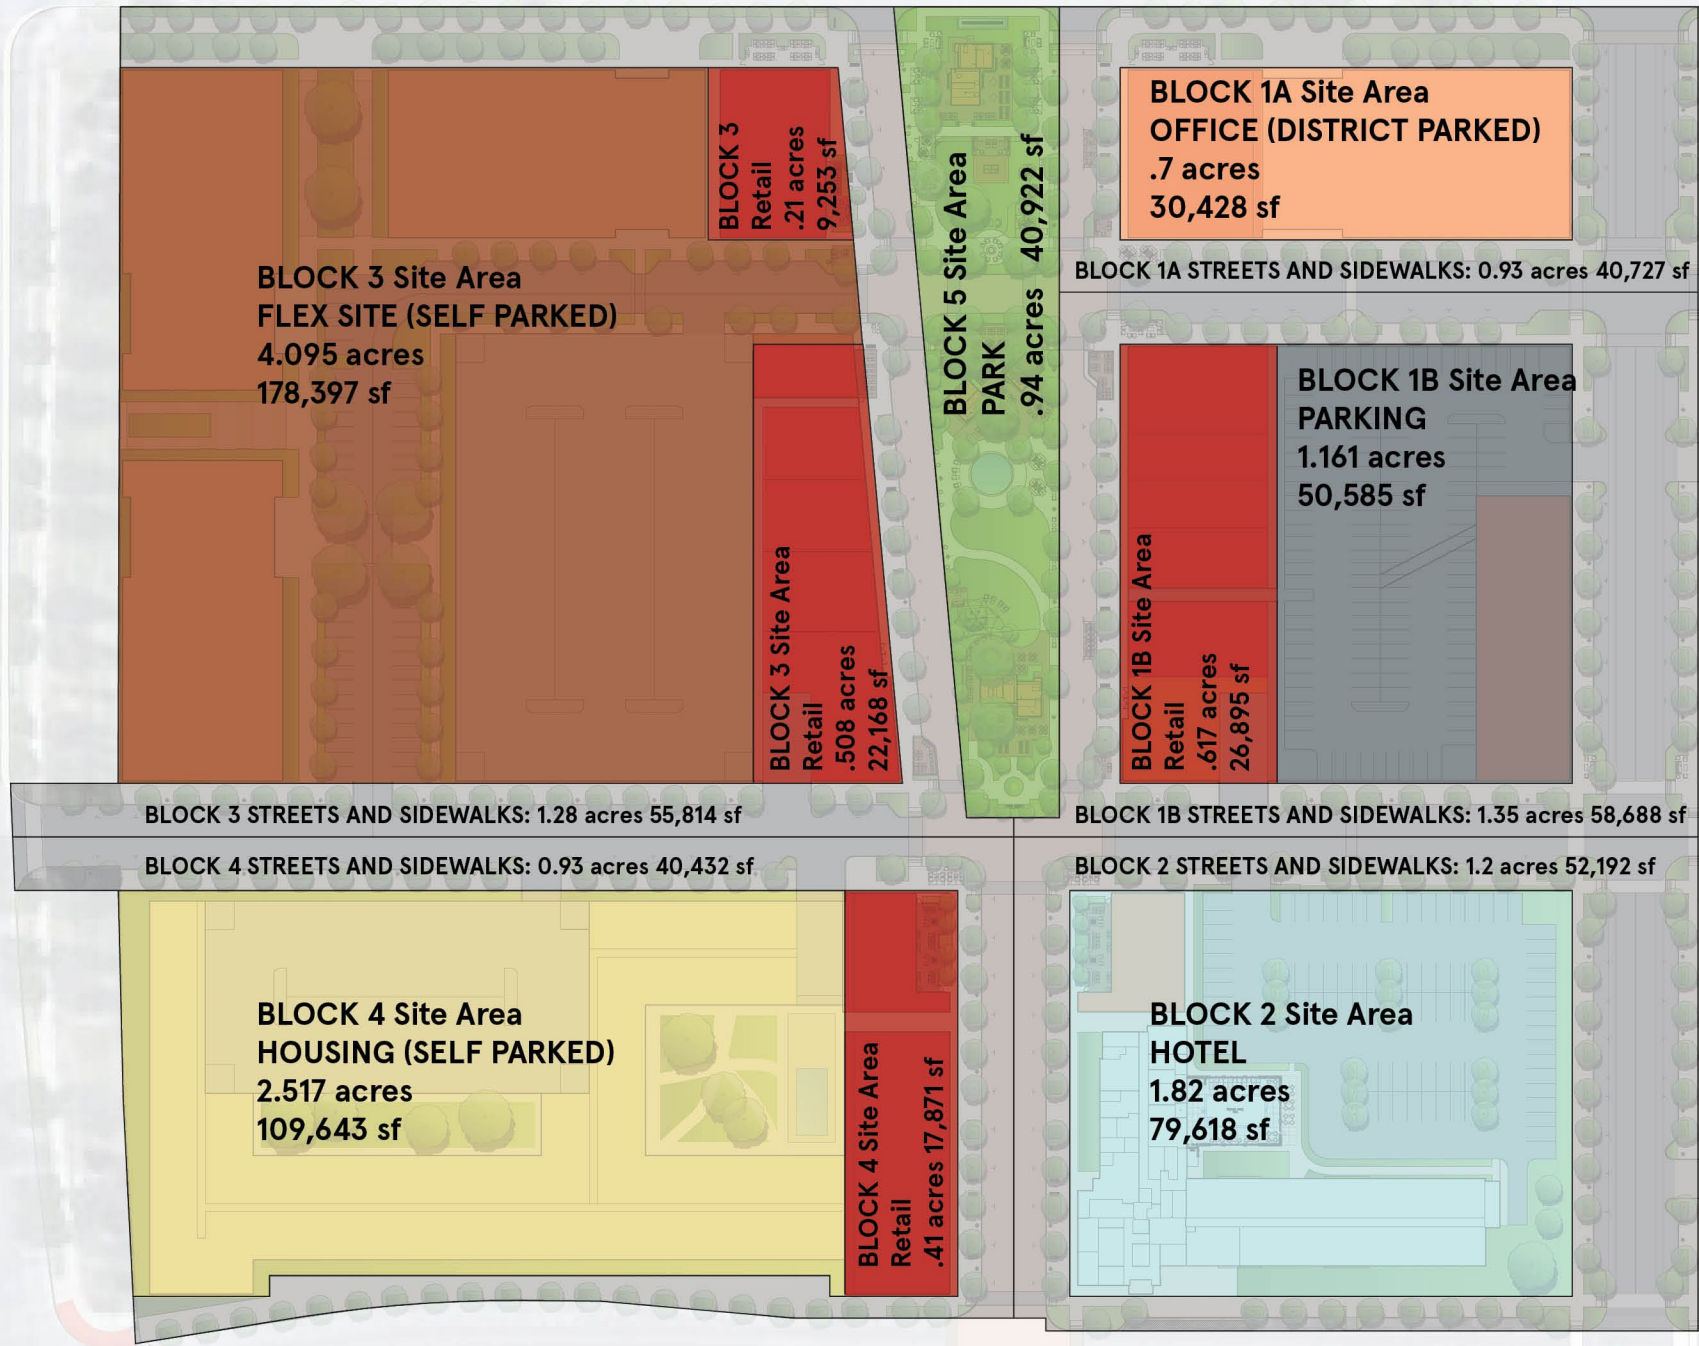 BLOCK 3
Retail
.21 acres
9,253 sf
BLOCK 5 Site Area
PARK
.94 acres 40,922 sf
BLOCK 1A Site Area
OFFICE (DISTRICT PARKED)
.7 acres
30,428 sf
BLOCK 1A STREETS AND SIDEWALKS: 0.93 acres 40,727 sf
BLOCK 3 Site Area
FLEX SITE (SELF PARKED)
4.095 acres
178,397 sf
BLOCK 3 Site Area
Retail
.508 acres
22,168 sf
BLOCK 1B Site Area
Retail
.617 acres
26,895 sf
BLOCK 1B Site Area
PARKING
1.161 acres
50,585 sf
BLOCK 3 STREETS AND SIDEWALKS: 1.28 acres 55,814 sf
BLOCK 1B STREETS AND SIDEWALKS: 1.35 acres 58,688 sf
BLOCK 4 STREETS AND SIDEWALKS: 0.93 acres 40,432 sf
BLOCK 2 STREETS AND SIDEWALKS: 1.2 acres 52,192 sf
BLOCK 4 Site Area
HOUSING (SELF PARKED)
2.517 acres
109,643 sf
BLOCK 4 Site Area
Retail
.41 acres 17,871 sf
BLOCK 2 Site Area
HOTEL
1.82 acres
79,618 sf